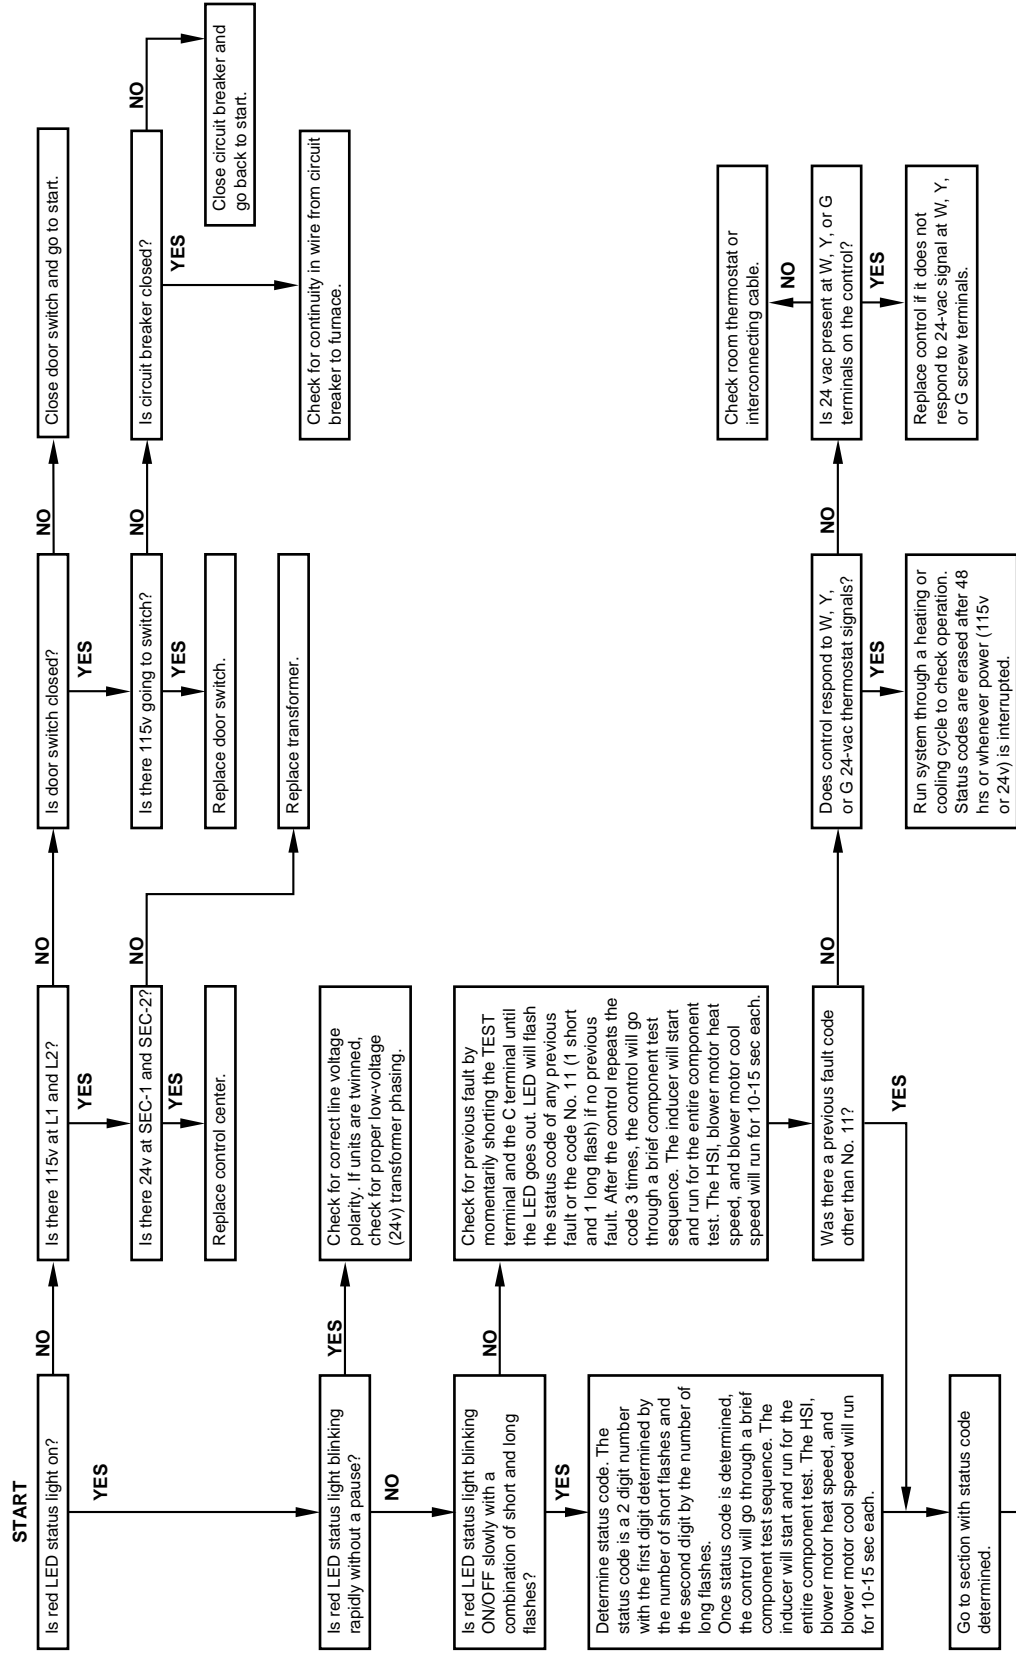 START
Is red LED status light on?
NO
YES
Is there 115v at L1 and L2?
NO
YES
Is door switch closed?
NO
YES
Close door switch and go to start.
Is there 24v at SEC-1 and SEC-2?
NO
YES
Is there 115v going to switch?
NO
YES
Is circuit breaker closed?
NO
YES
Close circuit breaker and
go back to start.
Replace control center.
Replace door switch.
Replace transformer.
Check for continuity in wire from circuit
breaker to furnace.
Is red LED status light blinking
rapidly without a pause?
YES
NO
Check for correct line voltage
polarity. If units are twinned,
check for proper low-voltage
(24v) transformer phasing.
Is red LED status light blinking
ON/OFF slowly with a
combination of short and long
flashes?
NO
YES
Check for previous fault by
momentarily shorting the TEST
terminal and the C terminal until
the LED goes out. LED will flash
the status code of any previous
fault or the code No. 11 (1 short
and 1 long flash) if no previous
fault. After the control repeats the
code 3 times, the control will go
through a brief component test
sequence. The inducer will start
and run for the entire component
test. The HSI, blower motor heat
speed, and blower motor cool
speed will run for 10-15 sec each.
Determine status code. The
status code is a 2 digit number
with the first digit determined by
the number of short flashes and
the second digit by the number of
long flashes.
Once status code is determined,
the control will go through a brief
component test sequence. The
inducer will start and run for the
entire component test. The HSI,
blower motor heat speed, and
blower motor cool speed will run
for 10-15 sec each.
Was there a previous fault code
other than No. 11?
NO
YES
Does control respond to W, Y,
or G 24-vac thermostat signals?
NO
YES
Check room thermostat or
interconnecting cable.
NO
Is 24 vac present at W, Y, or G
terminals on the control?
YES
Replace control if it does not
respond to 24-vac signal at W, Y,
or G screw terminals.
Run system through a heating or
cooling cycle to check operation.
Status codes are erased after 48
hrs or whenever power (115v
or 24v) is interrupted.
Go to section with status code
determined.